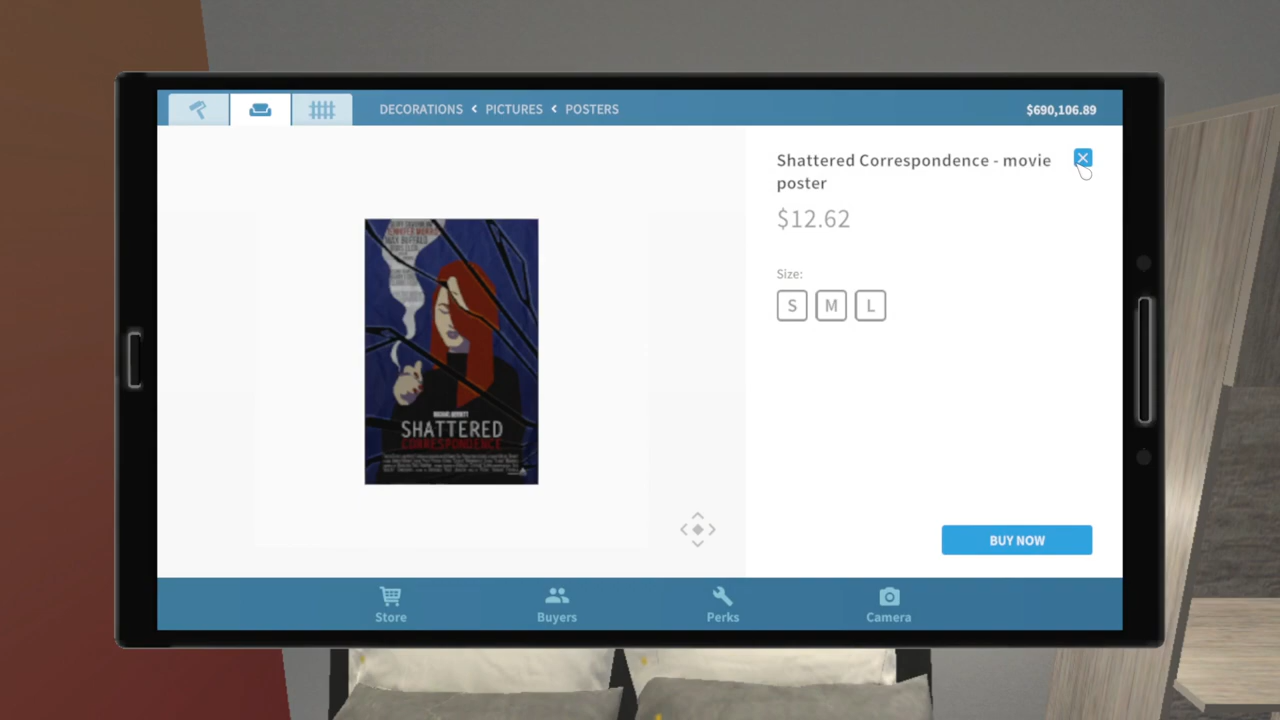 DECORATIONS < PICTURES < POSTERS
$690,106.89
Shattered Correspondence - movie
poster
$12.62
Size:
S M L
SHATTERED
CORRESPONDENCE
BUY NOW
Store
Buyers
Perks
Camera